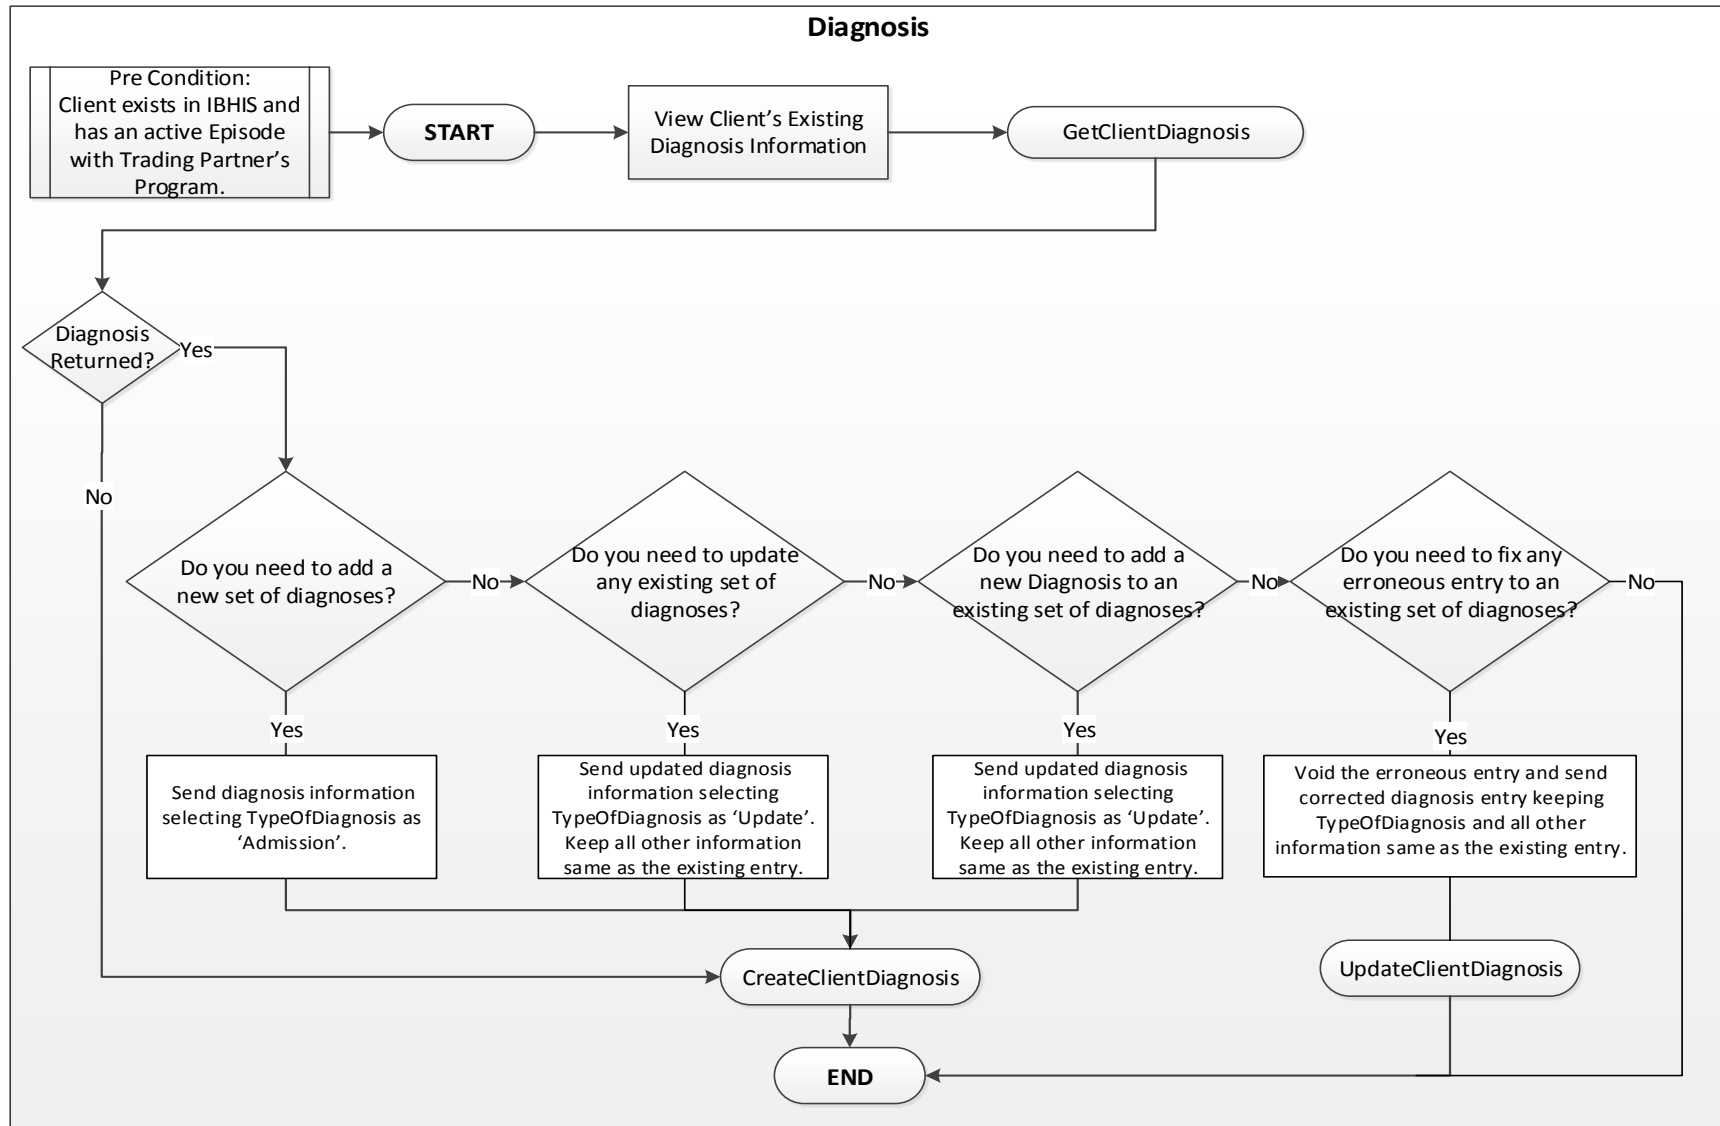 Diagnosis
Pre Condition:
Client exists in IBHIS and
has an active Episode
with Trading Partner’s
Program.
START
View Client’s Existing
Diagnosis Information
GetClientDiagnosis
Diagnosis
Returned?
Yes
No
Do you need to add a
new set of diagnoses?
No
Do you need to update
any existing set of
diagnoses?
No
Do you need to add a
new Diagnosis to an
existing set of diagnoses?
No
Do you need to fix any
erroneous entry to an
existing set of diagnoses?
No
Yes
Yes
Yes
Yes
Send diagnosis information
selecting TypeOfDiagnosis as
‘Admission’.
Send updated diagnosis
information selecting
TypeOfDiagnosis as ‘Update’.
Keep all other information
same as the existing entry.
Send updated diagnosis
information selecting
TypeOfDiagnosis as ‘Update’.
Keep all other information
same as the existing entry.
Void the erroneous entry and send
corrected diagnosis entry keeping
TypeOfDiagnosis and all other
information same as the existing entry.
CreateClientDiagnosis
UpdateClientDiagnosis
END